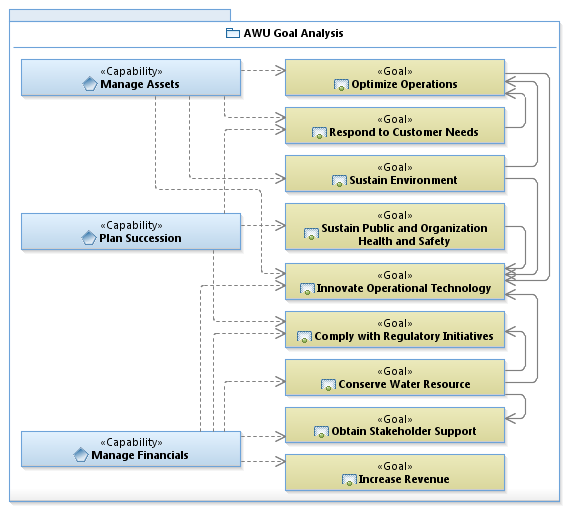 AWU Goal Analysis
«Capability»
Manage Assets
«Goal»
Optimize Operations
«Goal»
Respond to Customer Needs
«Goal»
Sustain Environment
«Capability»
Plan Succession
«Goal»
Sustain Public and Organization
Health and Safety
«Goal»
Innovate Operational Technology
«Goal»
Comply with Regulatory Initiatives
«Goal»
Conserve Water Resource
«Goal»
Obtain Stakeholder Support
«Capability»
Manage Financials
«Goal»
Increase Revenue